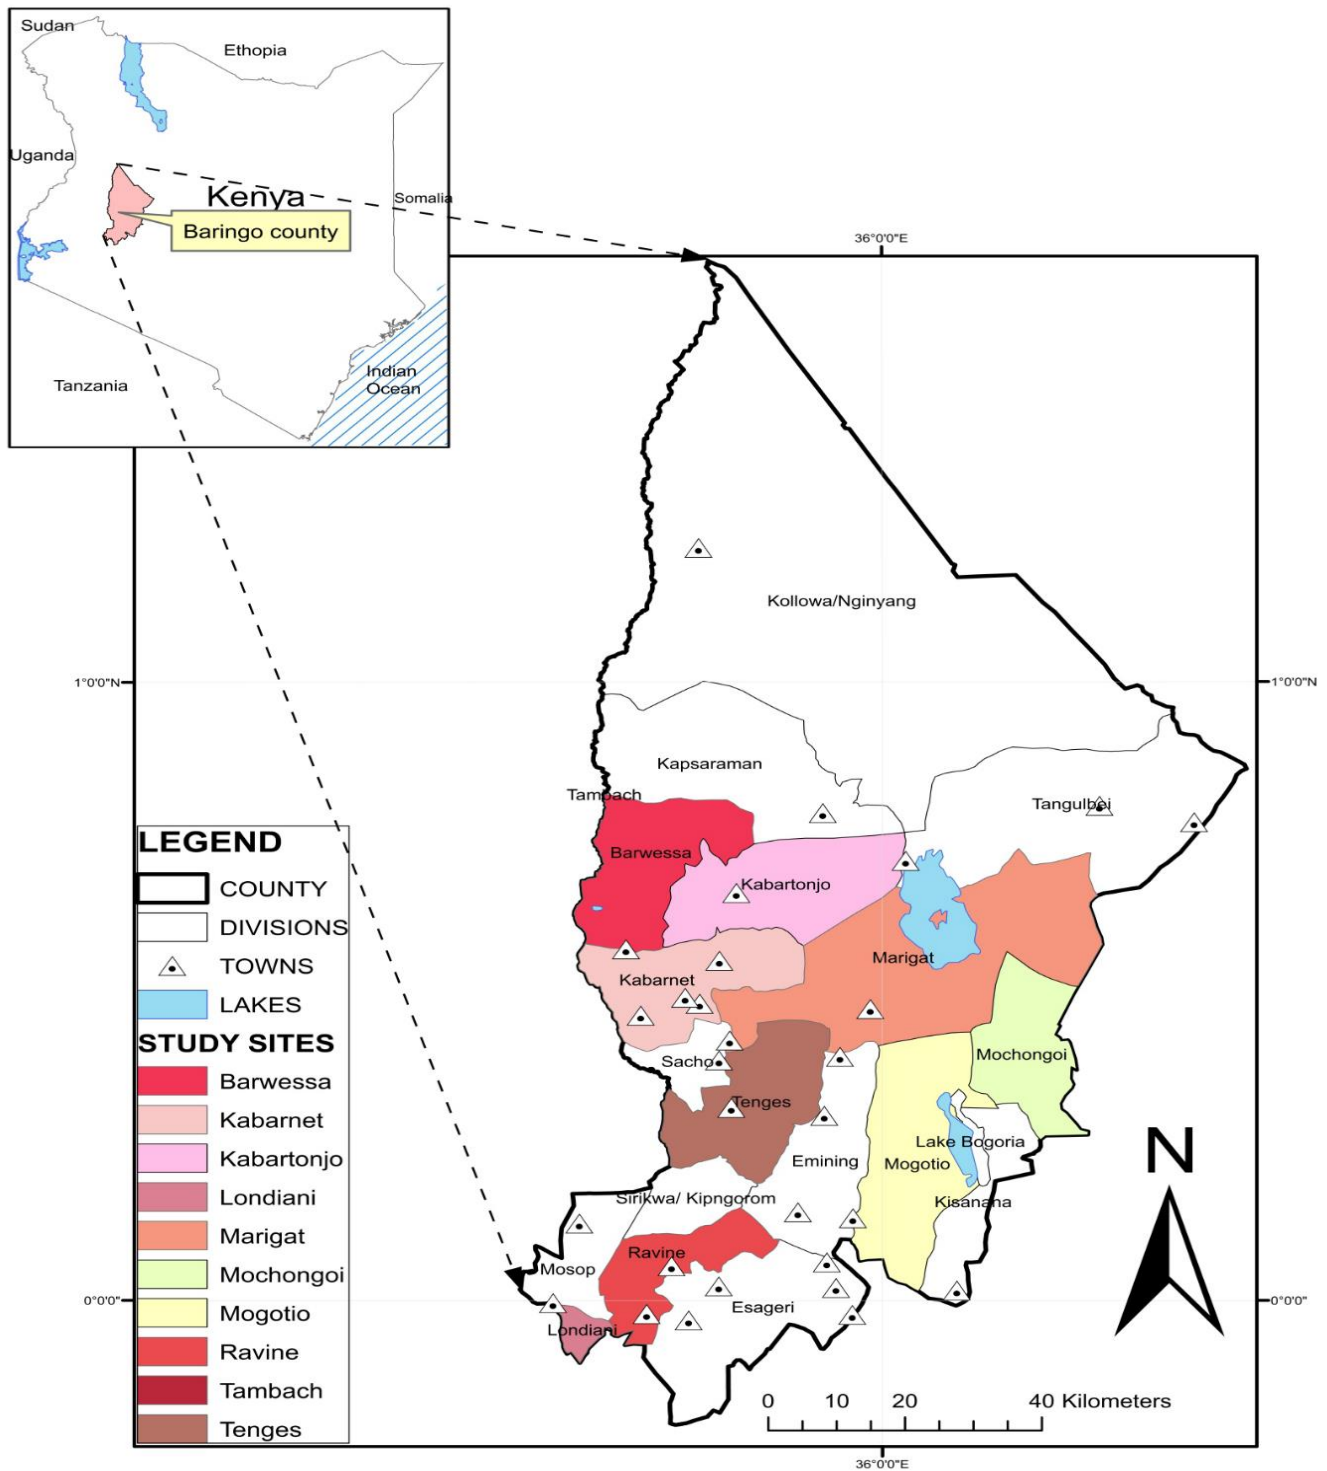 Sudan
Ethopia
Uganda
Kenya
Somalia
Baringo county
Tanzania
Indian
Ocean
36°0'0"E
Kollowa/Nginyang
1°0'0"N
1°0'0"N
Kapsaraman
Tampach
Tangulbei
Barwessa
Kabartonjo
Marigat
Kabarnet
Sacho
Mochongoi
Tenges
Lake Bogoria
Emining
Mogotio
Sirikwa/ Kipngorom
Kisanana
Ravine
Mosop
Esageri
Londiani
0°0'0"
0°0'0"
LEGEND
COUNTY
DIVISIONS
TOWNS
LAKES
STUDY SITES
Barwessa
Kabarnet
Kabartonjo
Londiani
Marigat
Mochongoi
Mogotio
Ravine
Tambach
Tenges
N
0 10 20 40 Kilometers
36°0'0"E